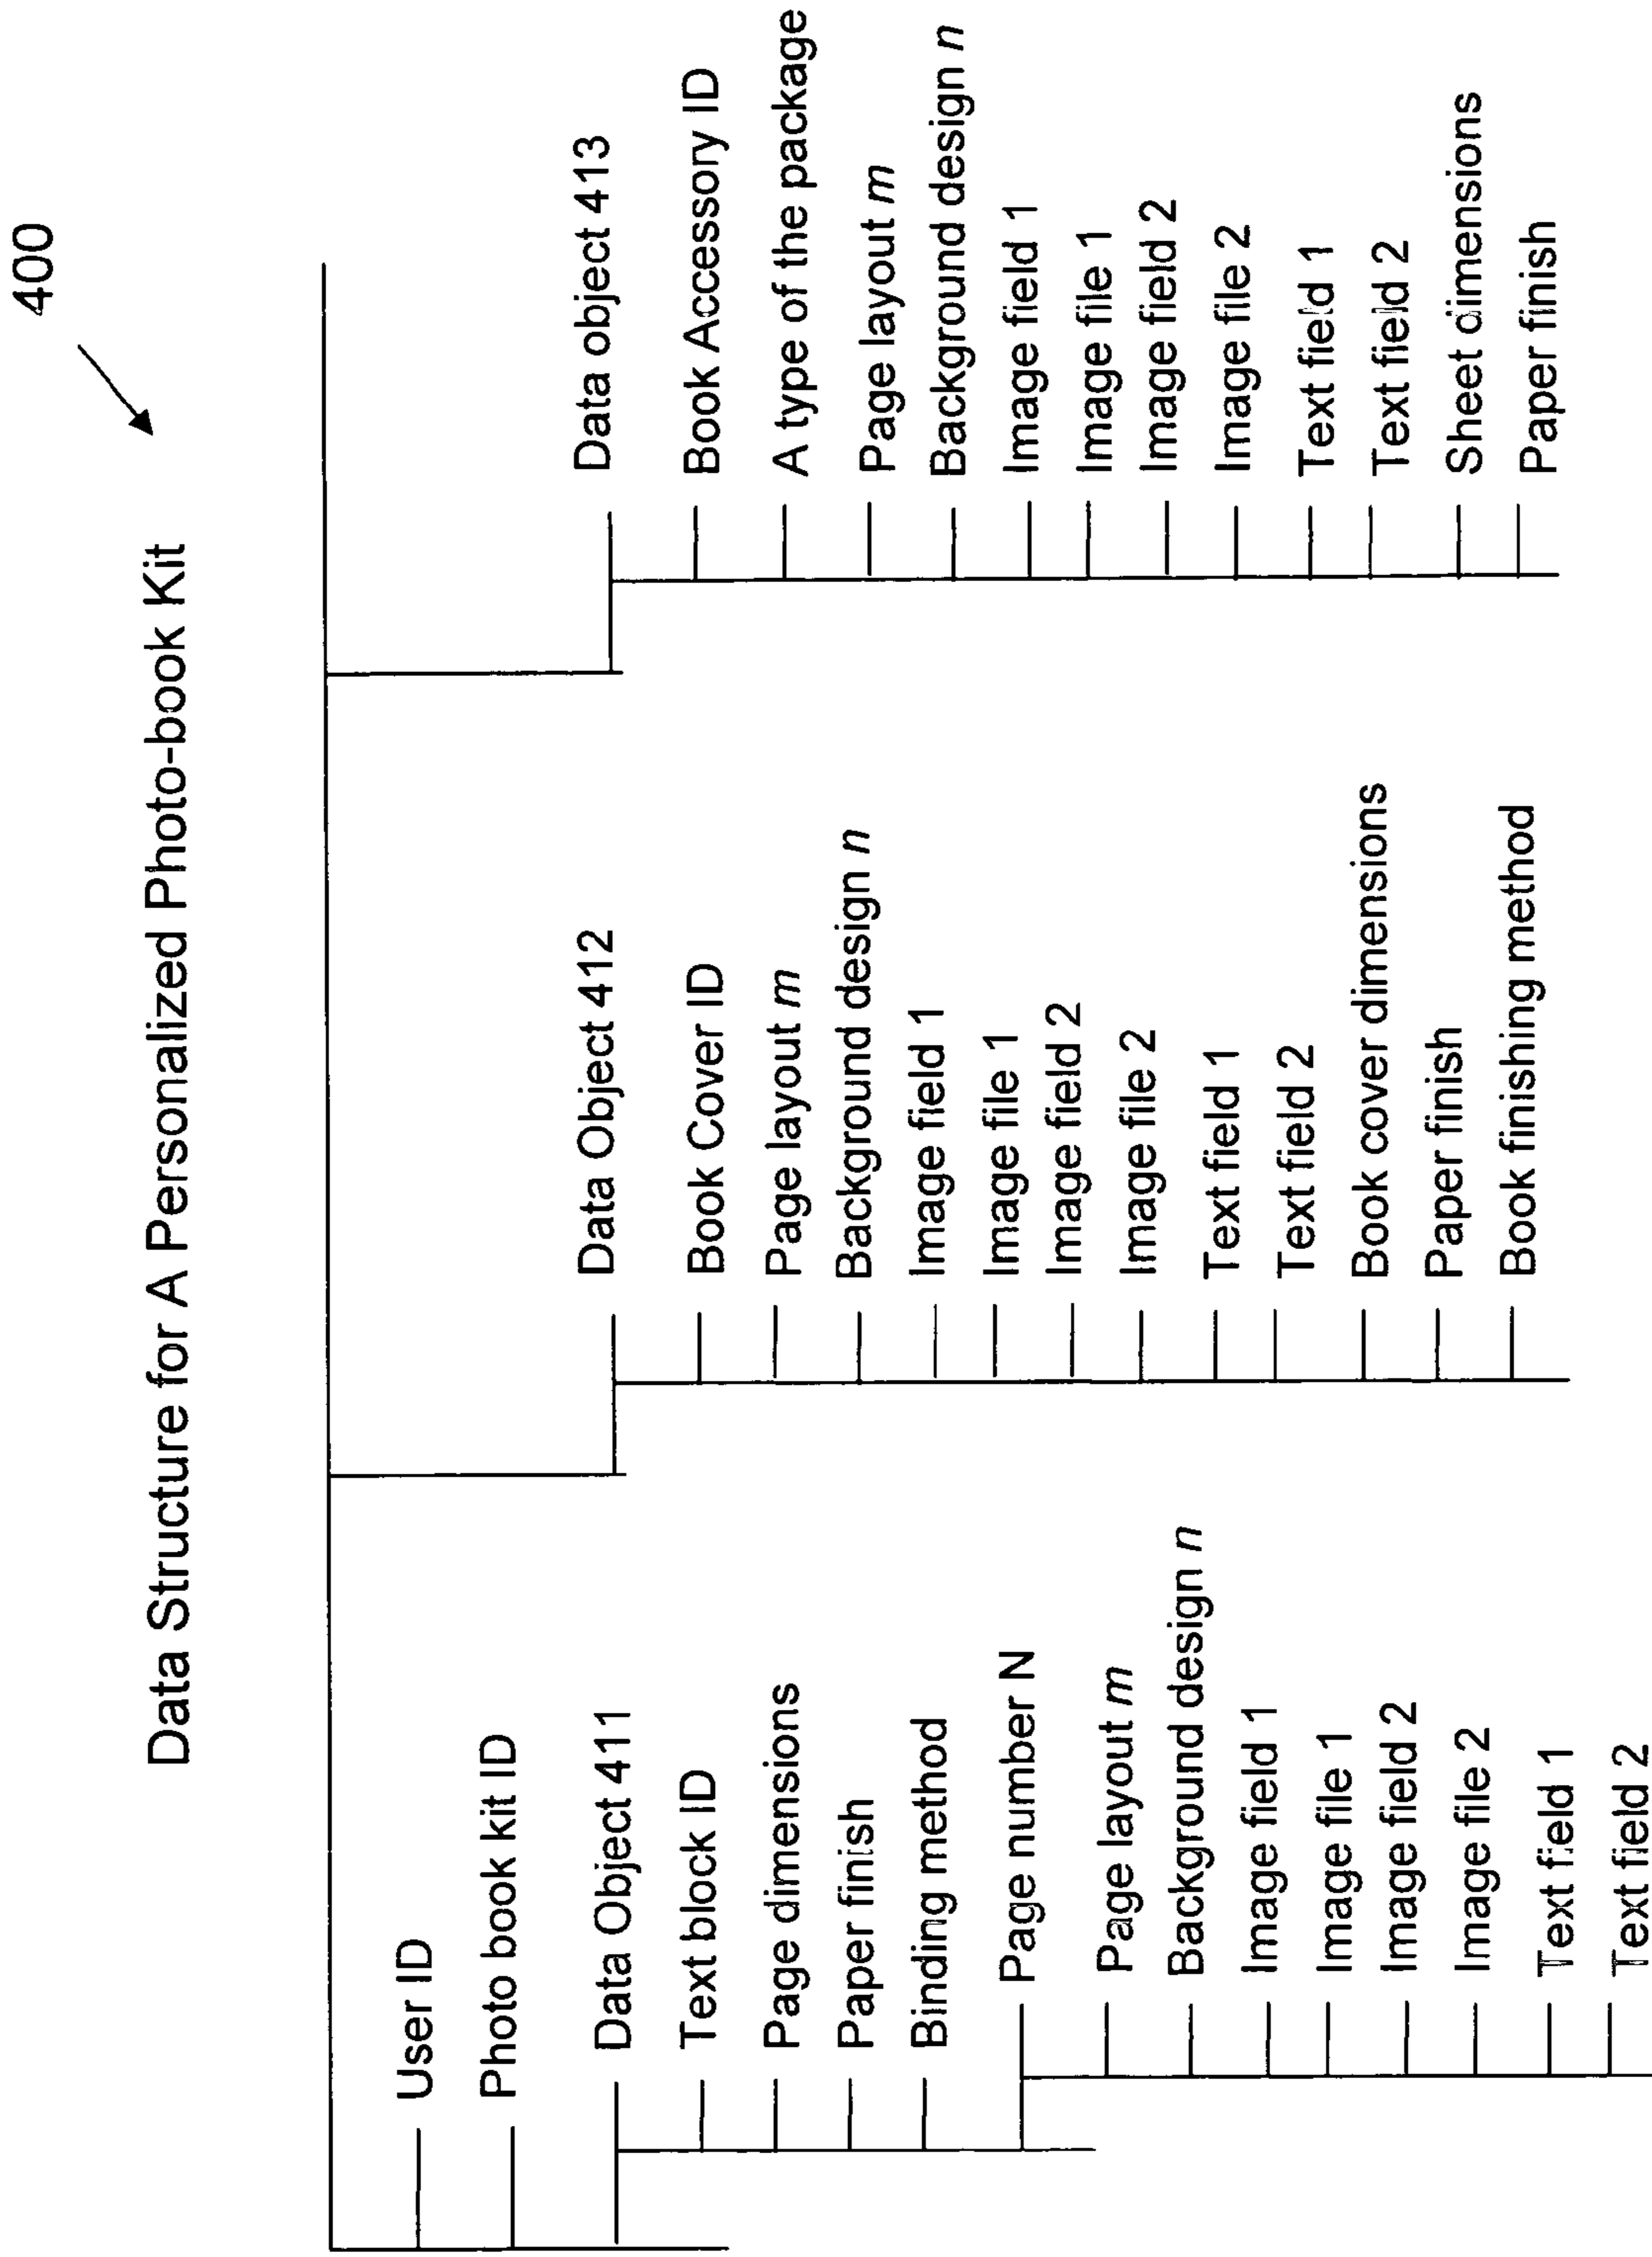 400
Data Structure for A Personalized Photo-book Kit
User ID
Photo book kit ID
Data Object 411
Text block ID
Page dimensions
Paper finish
Binding method
Page number N
Page layout m
Background design n
Image field 1
Image file 1
Image field 2
Image file 2
Text field 1
Text field 2
Data Object 412
Book Cover ID
Page layout m
Background design n
Image field 1
Image file 1
Image field 2
Image file 2
Text field 1
Text field 2
Book cover dimensions
Paper finish
Book finishing method
Data object 413
Book Accessory ID
A type of the package
Page layout m
Background design n
Image field 1
Image file 1
Image field 2
Image file 2
Text field 1
Text field 2
Sheet dimensions
Paper finish